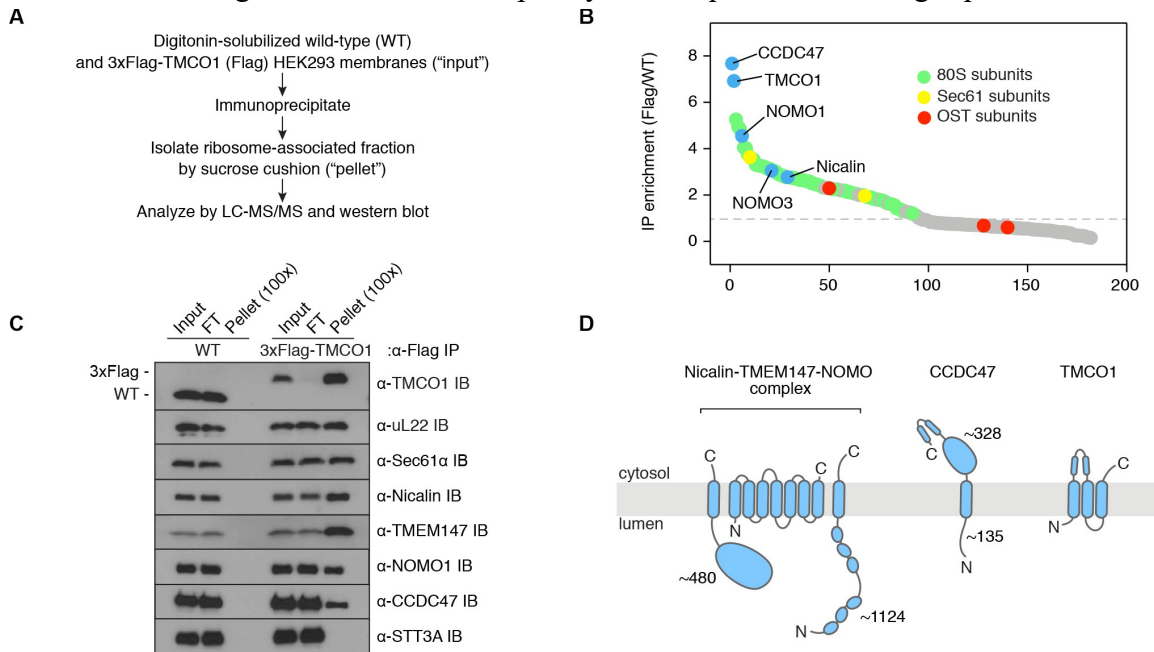 A
Digitonin-solubilized wild-type (WT)
and 3xFlag-TMCO1 (Flag) HEK293 membranes (“input”)
Immunoprecipitate
Isolate ribosome-associated fraction
by sucrose cushion (“pellet”)
Analyze by LC-MS/MS and western blot
B
IP enrichment (Flag/WT)
8
6
4
2
0
0
50
100
150
200
CCDC47
TMCO1
NOMO1
Nicalin
NOMO3
80S subunits
Sec61 subunits
OST subunits
C
Input
FT
Pellet (100x)
Input
FT
Pellet (100x)
WT
3xFlag-TMCO1
:α-Flag IP
3xFlag -
WT -
α-TMCO1 IB
α-uL22 IB
α-Sec61α IB
α-Nicalin IB
α-TMEM147 IB
α-NOMO1 IB
α-CCDC47 IB
α-STT3A IB
D
Nicalin-TMEM147-NOMO
complex
CCDC47
TMCO1
cytosol
lumen
C
N
~480
C
C
N
~1124
C
~328
~135
N
C
N